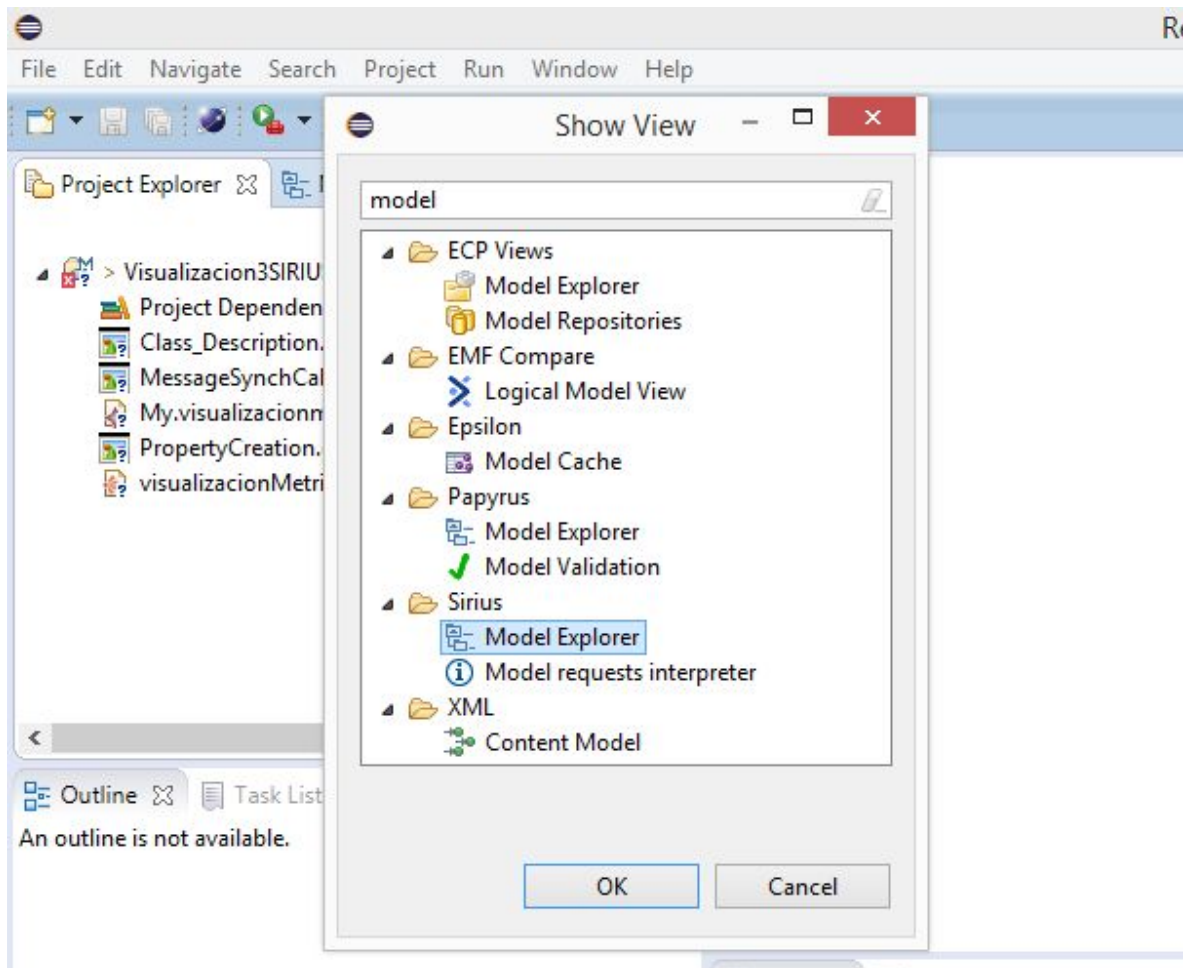 Re
File Edit Navigate Search Project Run Window Help
Show View
Project Explorer
model
ECP Views
Model Explorer
Model Repositories
EMF Compare
Logical Model View
Epsilon
Model Cache
Papyrus
Model Explorer
Model Validation
Sirius
Model Explorer
Model requests interpreter
XML
Content Model
OK Cancel
> Visualizacion3SIRIU
Project Dependen
Class_Description.
MessageSynchCal
My.visualizacionm
PropertyCreation.
visualizacionMetri
Outline Task List
An outline is not available.